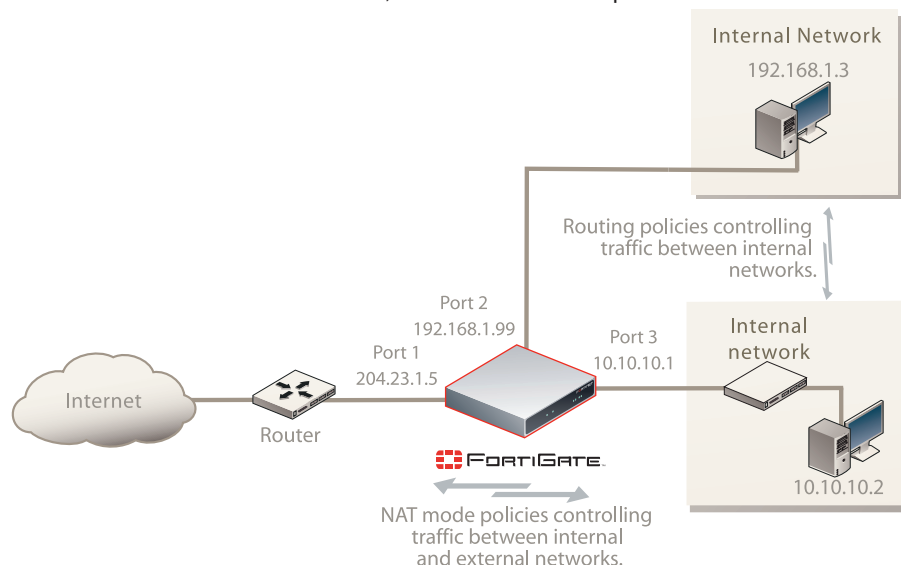 Internal Network
192.168.1.3
Routing policies controlling
traffic between internal
networks.
Port 2
192.168.1.99
Port 1
204.23.1.5
Port 3
10.10.10.1
Internal
network
Internet
Router
FORTIGATE
10.10.10.2
NAT mode policies controlling
traffic between internal
and external networks.